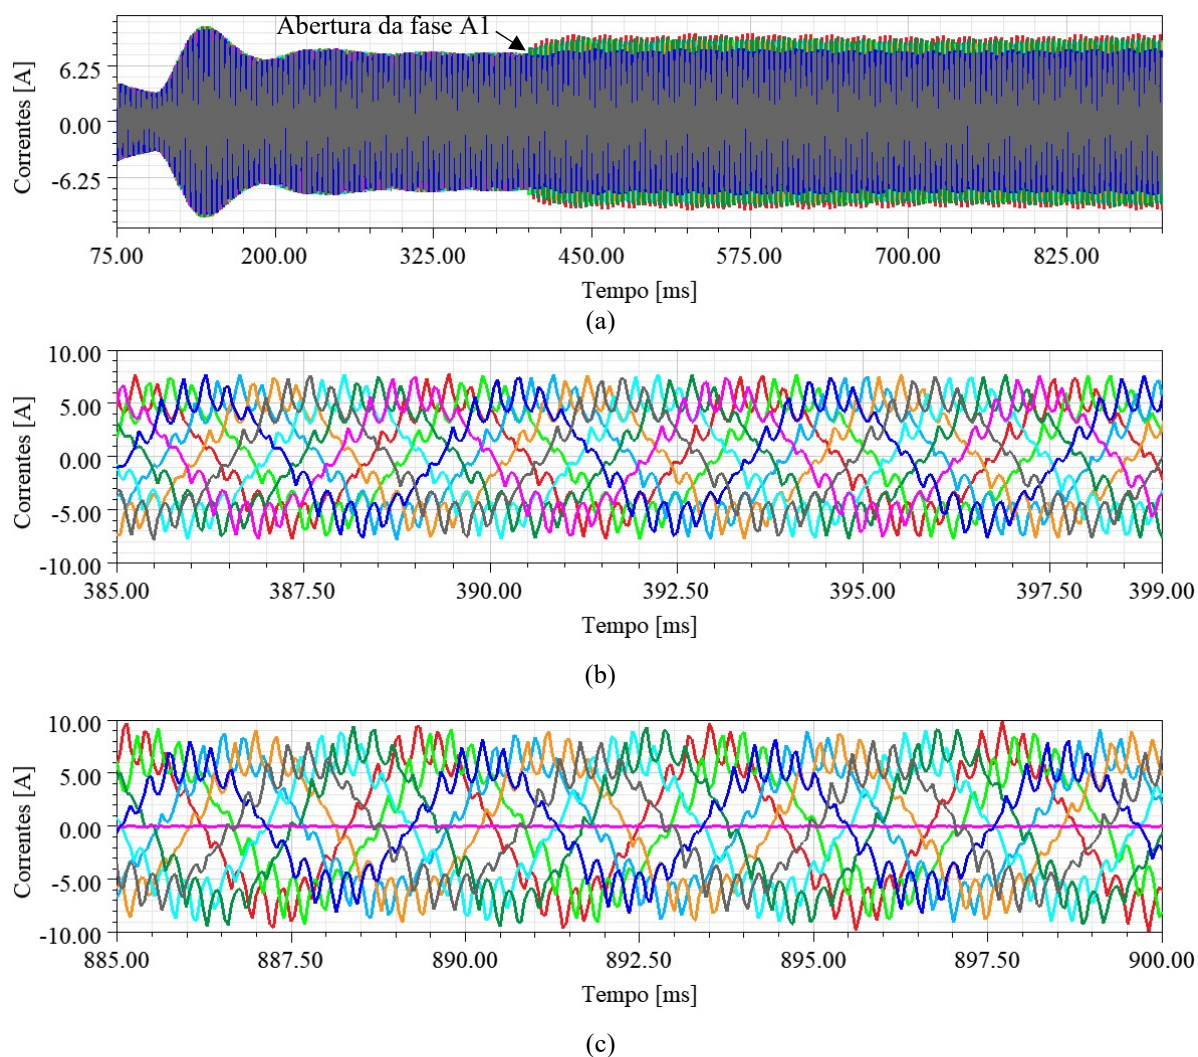 Abertura da fase A1
Correntes [A]
6.25
0.00
-6.25
75.00 200.00 325.00 450.00 575.00 700.00 825.00
Tempo [ms]
(a)
Correntes [A]
10.00
5.00
0.00
-5.00
-10.00
385.00 387.50 390.00 392.50 395.00 397.50 399.00
Tempo [ms]
(b)
Correntes [A]
10.00
5.00
0.00
-5.00
-10.00
885.00 887.50 890.00 892.50 895.00 897.50 900.00
Tempo [ms]
(c)